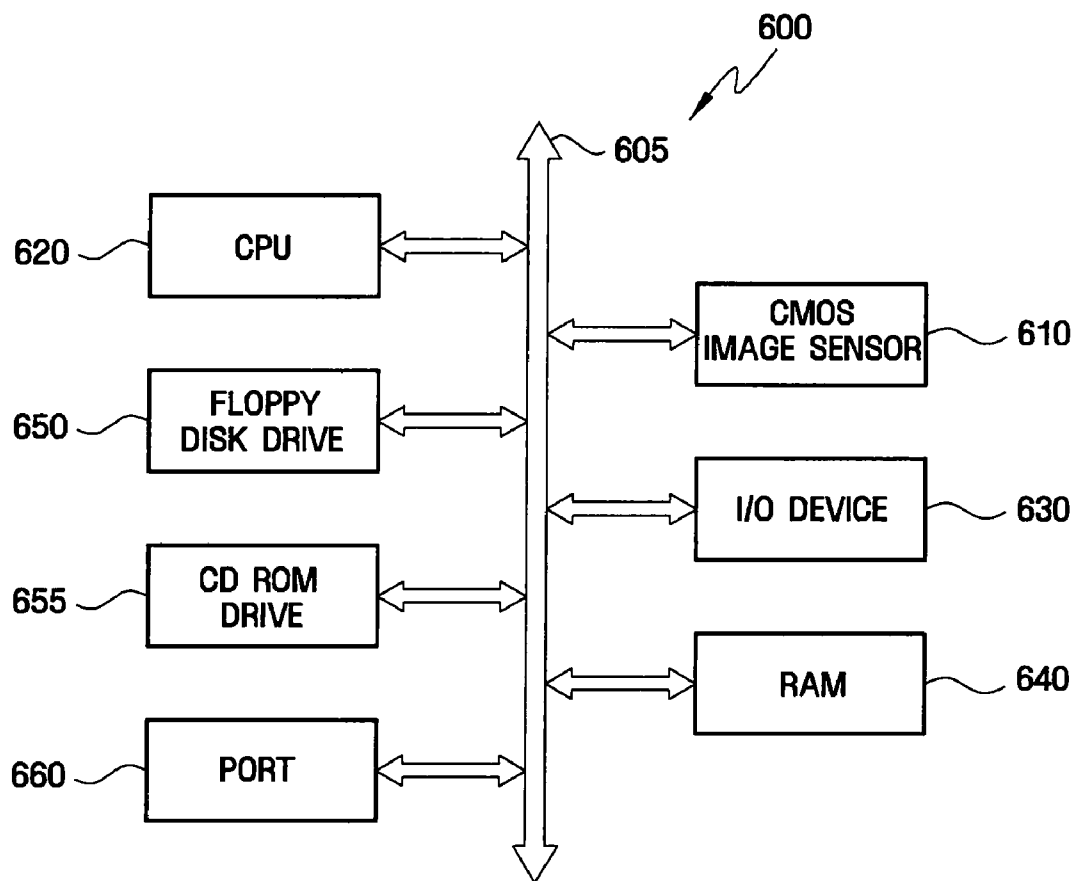 600
605
620
CPU
CMOS
IMAGE SENSOR
610
650
FLOPPY
DISK DRIVE
I/O DEVICE
630
655
CD ROM
DRIVE
RAM
640
660
PORT